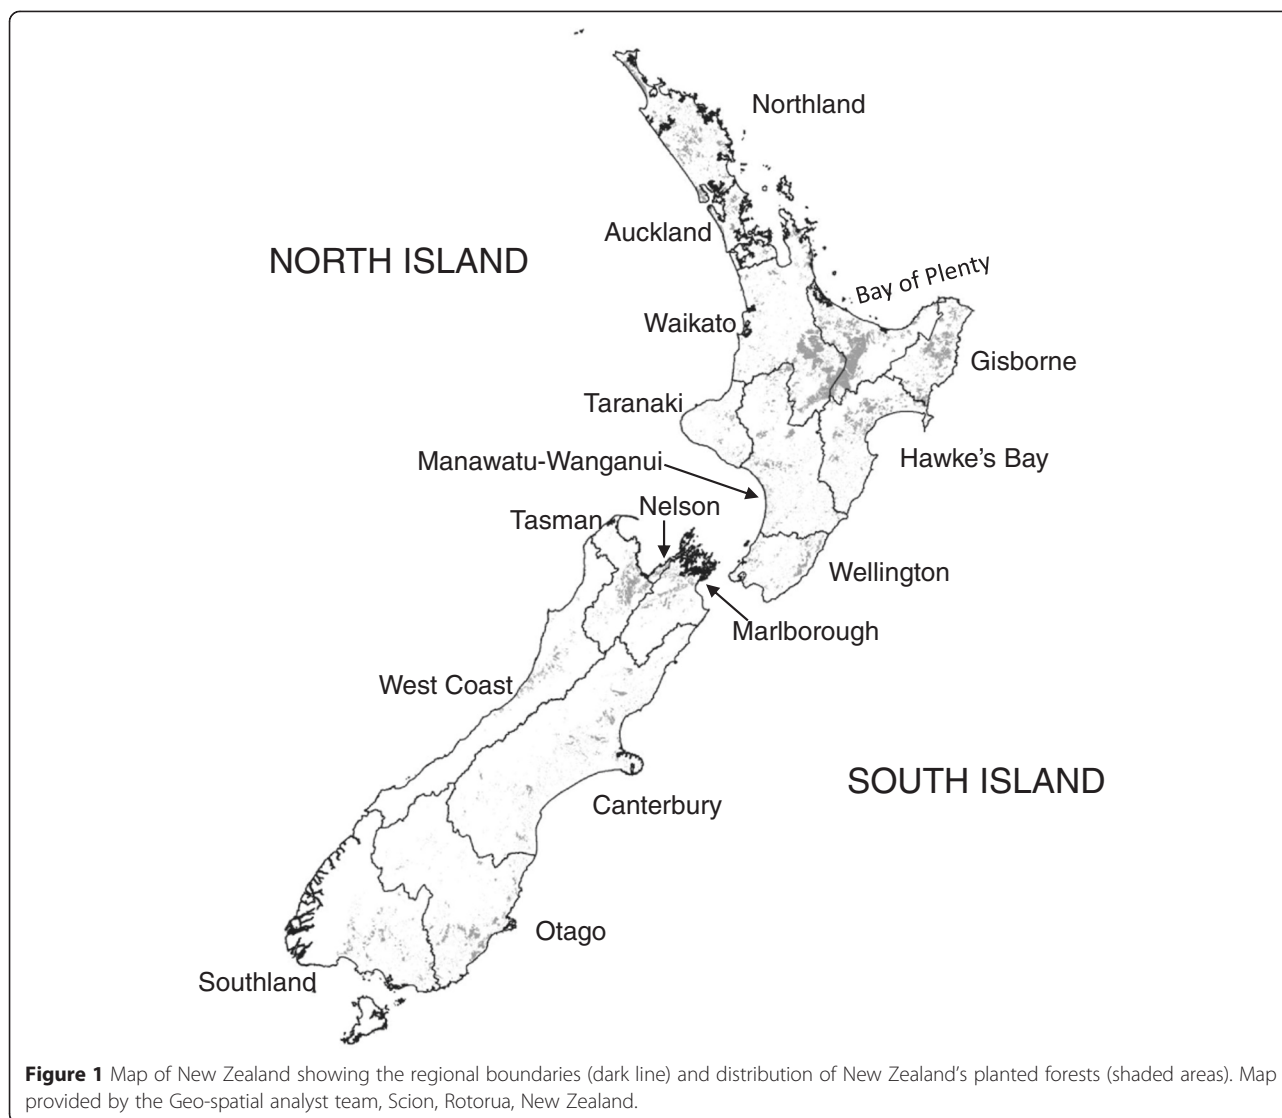 Northland
Auckland
NORTH ISLAND
Bay of Plenty
Waikato
Gisborne
Taranaki
Hawke's Bay
Manawatu-Wanganui
Nelson
Tasman
Wellington
Marlborough
West Coast
SOUTH ISLAND
Canterbury
Otago
Southland
Figure 1 Map of New Zealand showing the regional boundaries (dark line) and distribution of New Zealand's planted forests (shaded areas). Map
provided by the Geo-spatial analyst team, Scion, Rotorua, New Zealand.